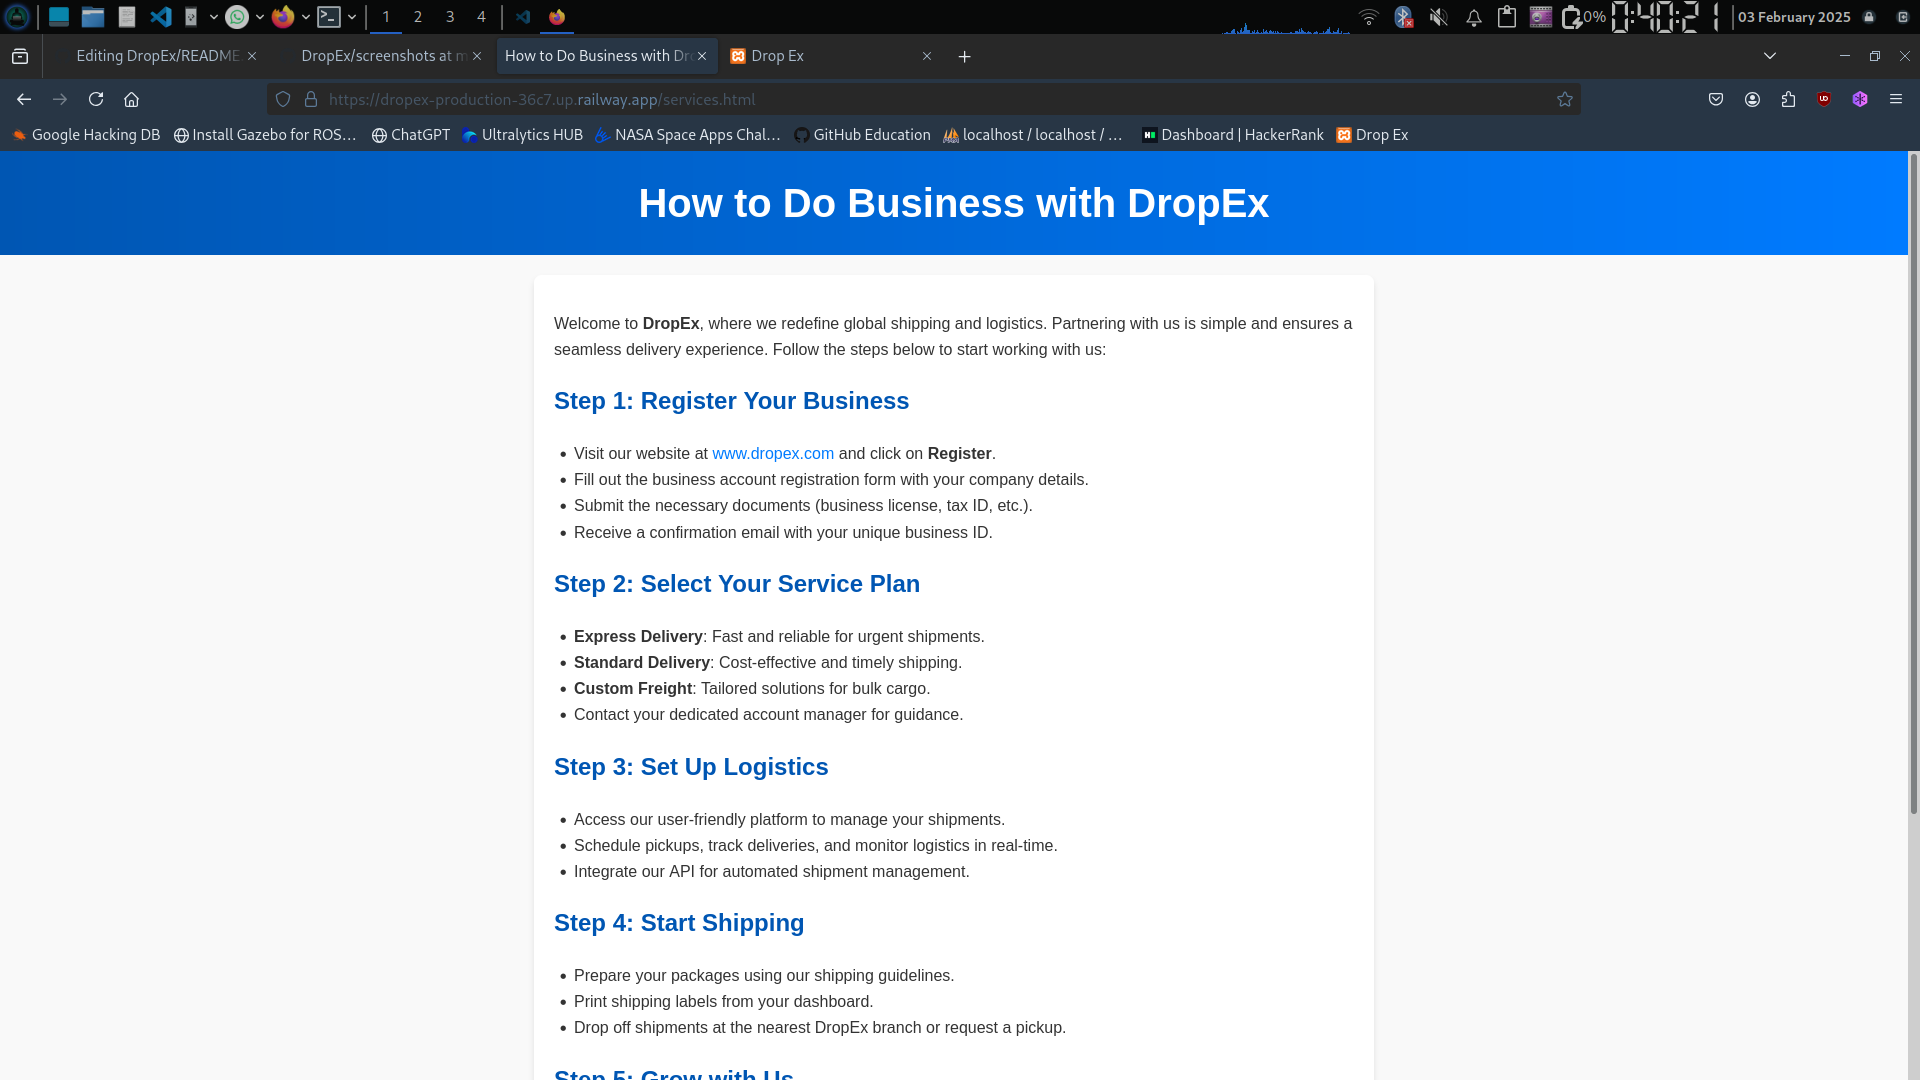 1
2
3
4
0%
0:40:21
03 February 2025
Editing DropEx/README.
DropEx/screenshots at m
How to Do Business with Dro
Drop Ex
https://dropex-production-36c7.up.railway.app/services.html
Google Hacking DB
Install Gazebo for ROS…
ChatGPT
Ultralytics HUB
NASA Space Apps Chal…
GitHub Education
localhost / localhost / …
Dashboard | HackerRank
Drop Ex
How to Do Business with DropEx
Welcome to DropEx, where we redefine global shipping and logistics. Partnering with us is simple and ensures a
seamless delivery experience. Follow the steps below to start working with us:
Step 1: Register Your Business
• Visit our website at www.dropex.com and click on Register.
• Fill out the business account registration form with your company details.
• Submit the necessary documents (business license, tax ID, etc.).
• Receive a confirmation email with your unique business ID.
Step 2: Select Your Service Plan
• Express Delivery: Fast and reliable for urgent shipments.
• Standard Delivery: Cost-effective and timely shipping.
• Custom Freight: Tailored solutions for bulk cargo.
• Contact your dedicated account manager for guidance.
Step 3: Set Up Logistics
• Access our user-friendly platform to manage your shipments.
• Schedule pickups, track deliveries, and monitor logistics in real-time.
• Integrate our API for automated shipment management.
Step 4: Start Shipping
• Prepare your packages using our shipping guidelines.
• Print shipping labels from your dashboard.
• Drop off shipments at the nearest DropEx branch or request a pickup.
Step 5: Grow with Us